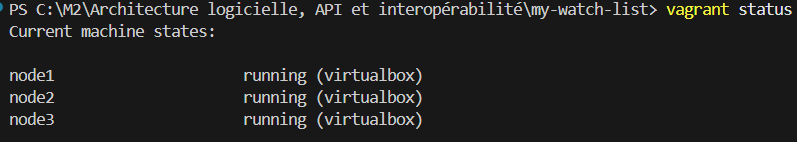 PS C:\M2\Architecture logicielle, API et interopérabilité\my-watch-list> vagrant status
Current machine states:
node1 running (virtualbox)
node2 running (virtualbox)
node3 running (virtualbox)